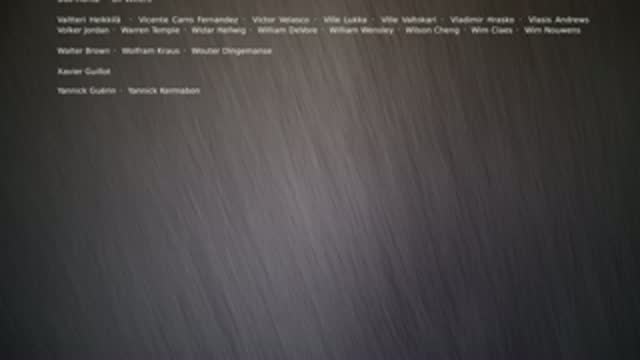 Valtteri Heikkilä · Vicente Carro Fernandez · Victor Velasco · Ville Lukka · Ville Valtokari · Vladimir Hrasko · Vlasis Andrews
Volker Jordan · Warren Temple · Widar Hellwig · William DeVore · William Wensley · Wilson Cheng · Wim Claes · Wim Nouwens
Walter Brown · Wolfram Kraus · Wouter Dingemanse
Xavier Guillot
Yannick Guérin · Yannick Kermabon